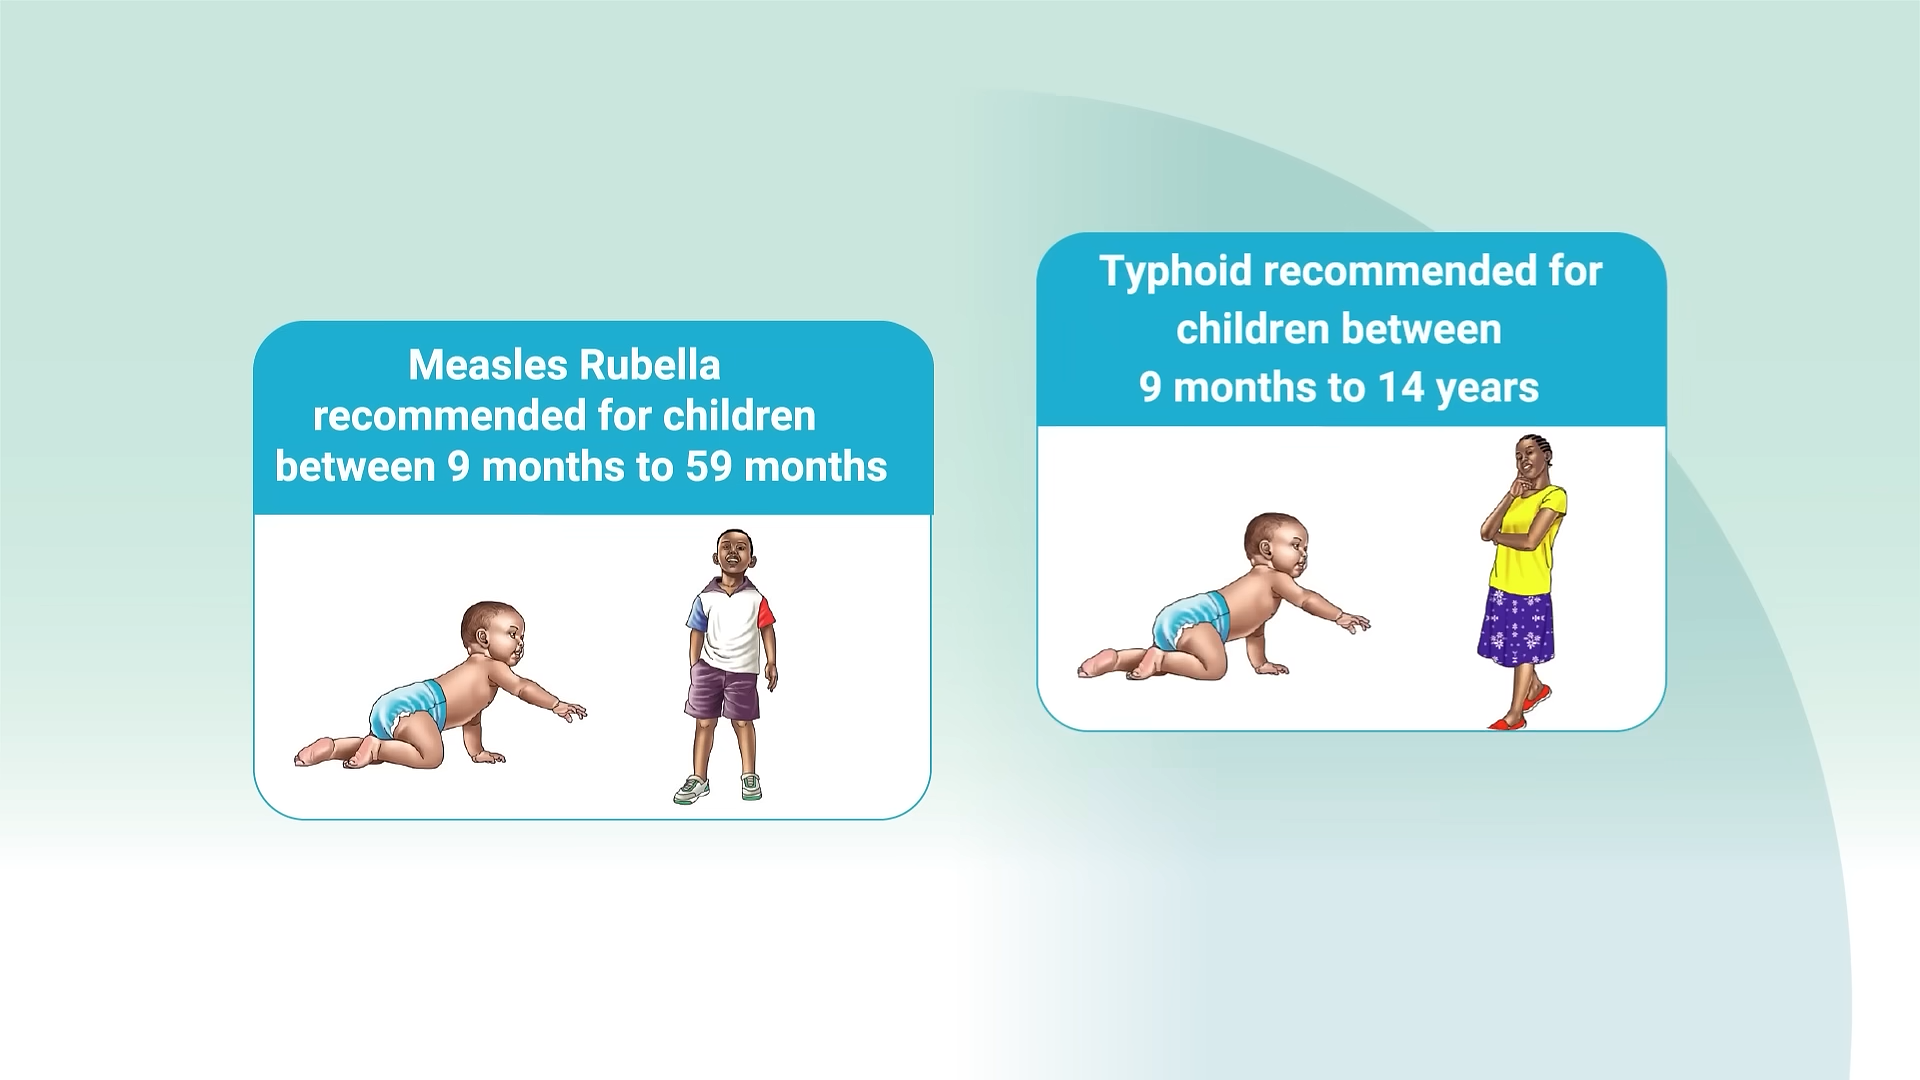 Measles Rubella
recommended for children
between 9 months to 59 months
Typhoid recommended for
children between
9 months to 14 years